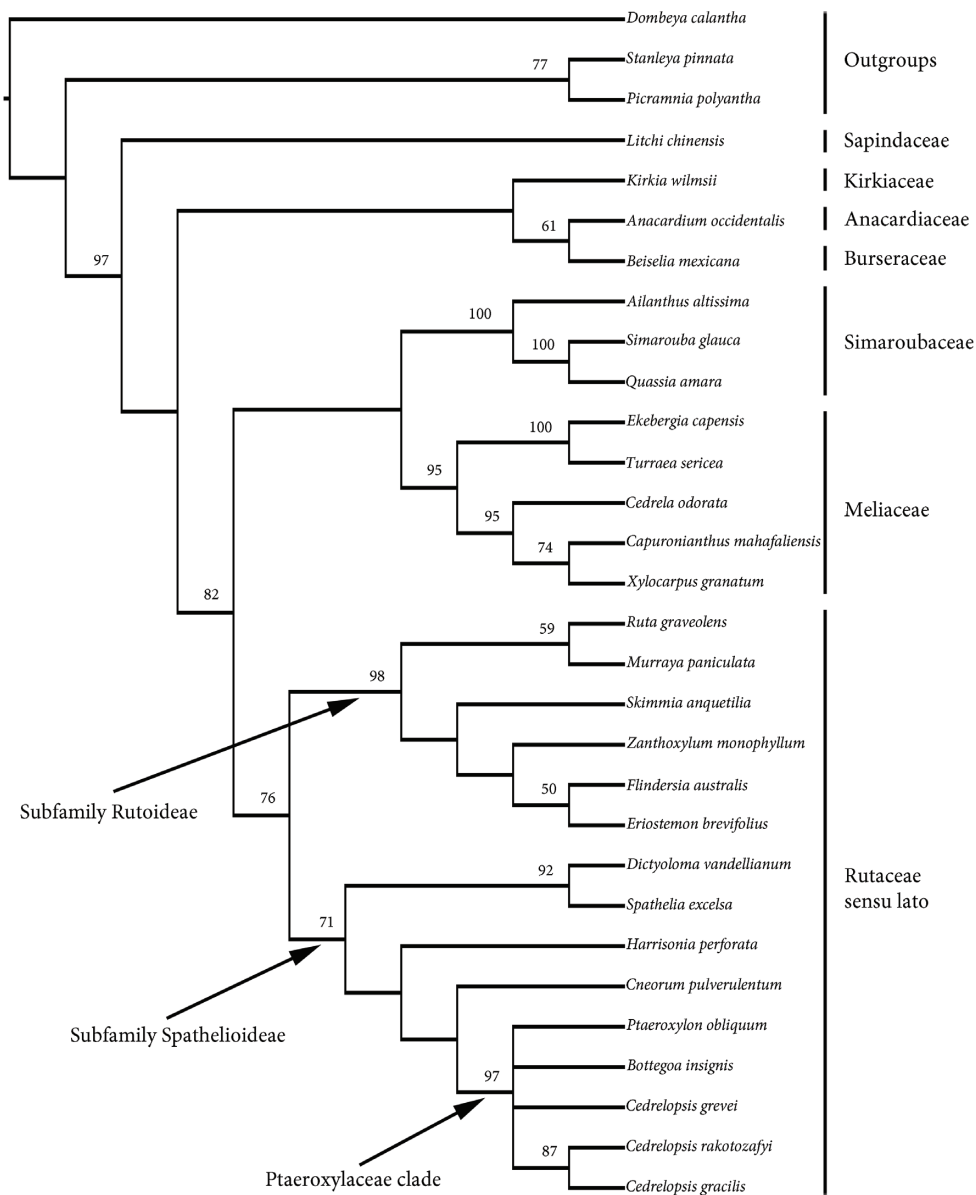 Dombeya calantha
77
Stanleya pinnata
Outgroups
Picramnia polyantha
Litchi chinensis
Sapindaceae
Kirkia wilmsii
Kirkiaceae
61
Anacardium occidentalis
Anacardiaceae
97
Beiselia mexicana
Burseraceae
Ailanthus altissima
100
Simarouba glauca
Simaroubaceae
100
Quassia amara
Ekebergia capensis
100
Turraea sericea
95
Cedrela odorata
Meliaceae
95
Capuronianthus mahafaliensis
74
Xylocarpus granatum
82
Ruta graveolens
59
Murraya paniculata
98
Skimmia anquetilia
Zanthoxylum monophyllum
Flindersia australis
50
Subfamily Rutoideae
76
Eriostemon brevifolius
Dictyoloma vandellianum
92
Rutaceae
sensu lato
Spathelia excelsa
71
Harrisonia perforata
Cneorum pulverulentum
Subfamily Spathelioideae
Ptaeroxylon obliquum
Bottegoa insignis
97
Cedrelopsis grevei
Cedrelopsis rakotozafyi
87
Ptaeroxylaceae clade
Cedrelopsis gracilis